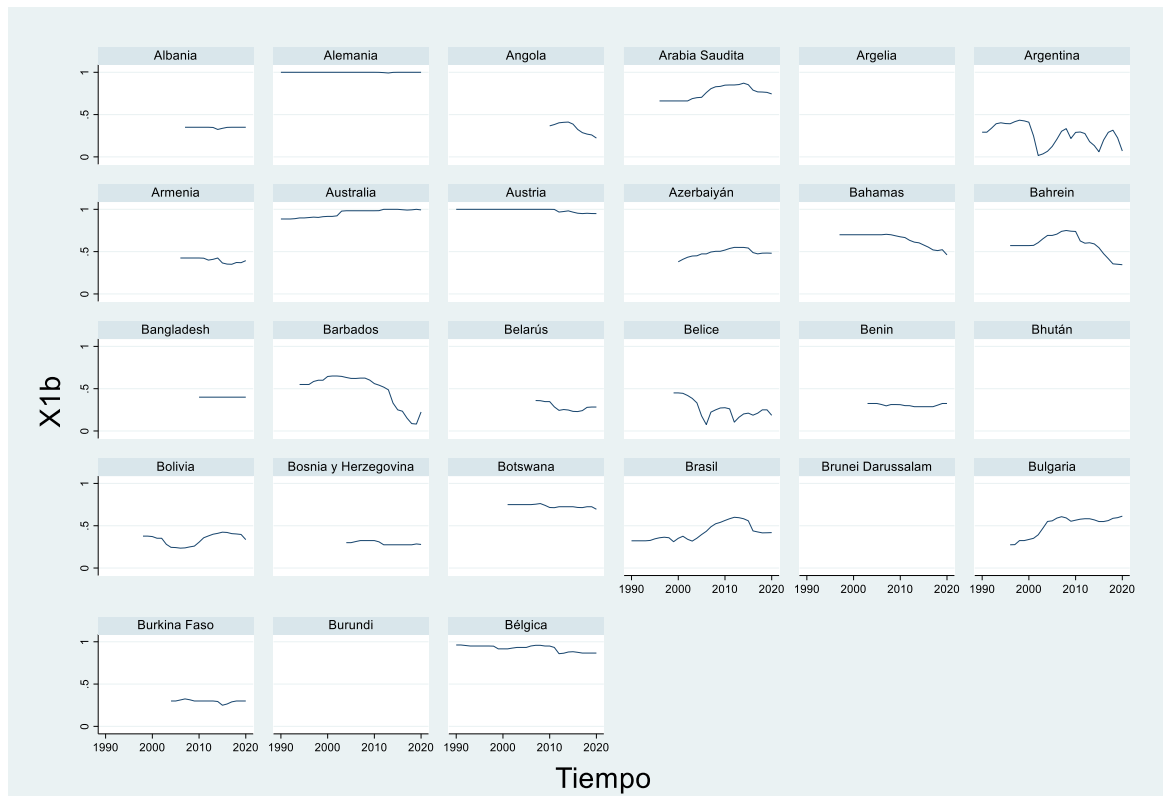 Albania Alemania Angola Arabia Saudita Argelia Argentina
1
.5
0
Armenia Australia Austria Azerbaiyán Bahamas Bahrein
1
.5
0
Bangladesh Barbados Belarús Belice Benin Bhután
1
.5
0
X1b
Bolivia Bosnia y Herzegovina Botswana Brasil Brunei Darussalam Bulgaria
1
.5
0
1990 2000 2010 2020 1990 2000 2010 2020 1990 2000 2010 2020
Burkina Faso Burundi Bélgica
1
.5
0
1990 2000 2010 2020 1990 2000 2010 2020 1990 2000 2010 2020
Tiempo